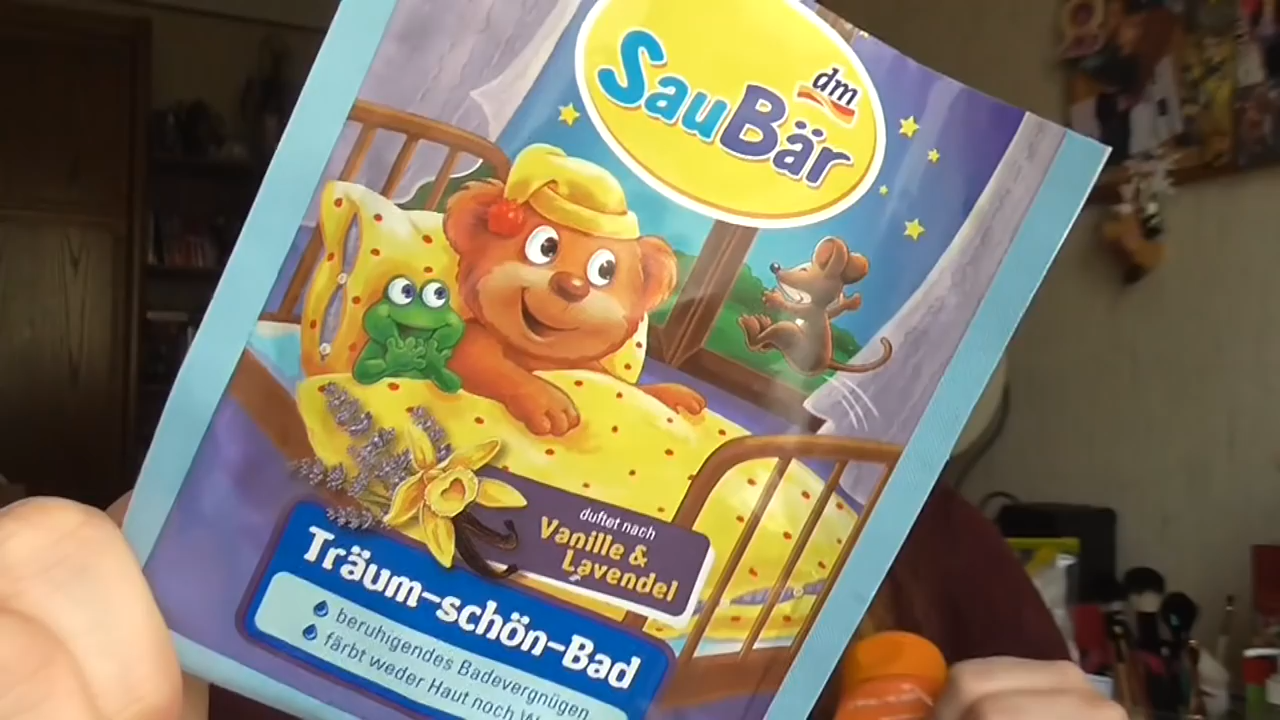 dm
SauBär
duftet nach
Vanille &
Lavendel
Träum-schön-Bad
beruhigendes Badevergnügen
färbt weder Haut noch